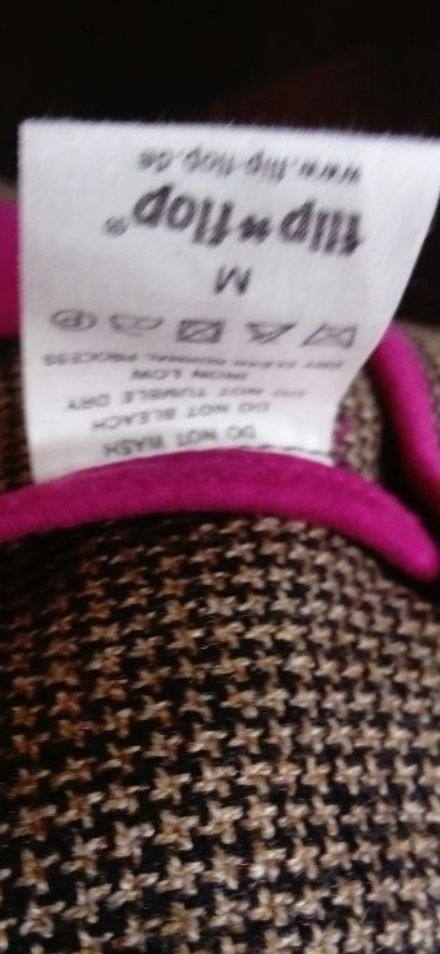 DO NOT WASH
DO NOT BLEACH
DO NOT TUMBLE DRY
IRON LOW
DRY CLEAN NORMAL PROCESS
P
M
flip*flop®
www.flip-flop.de